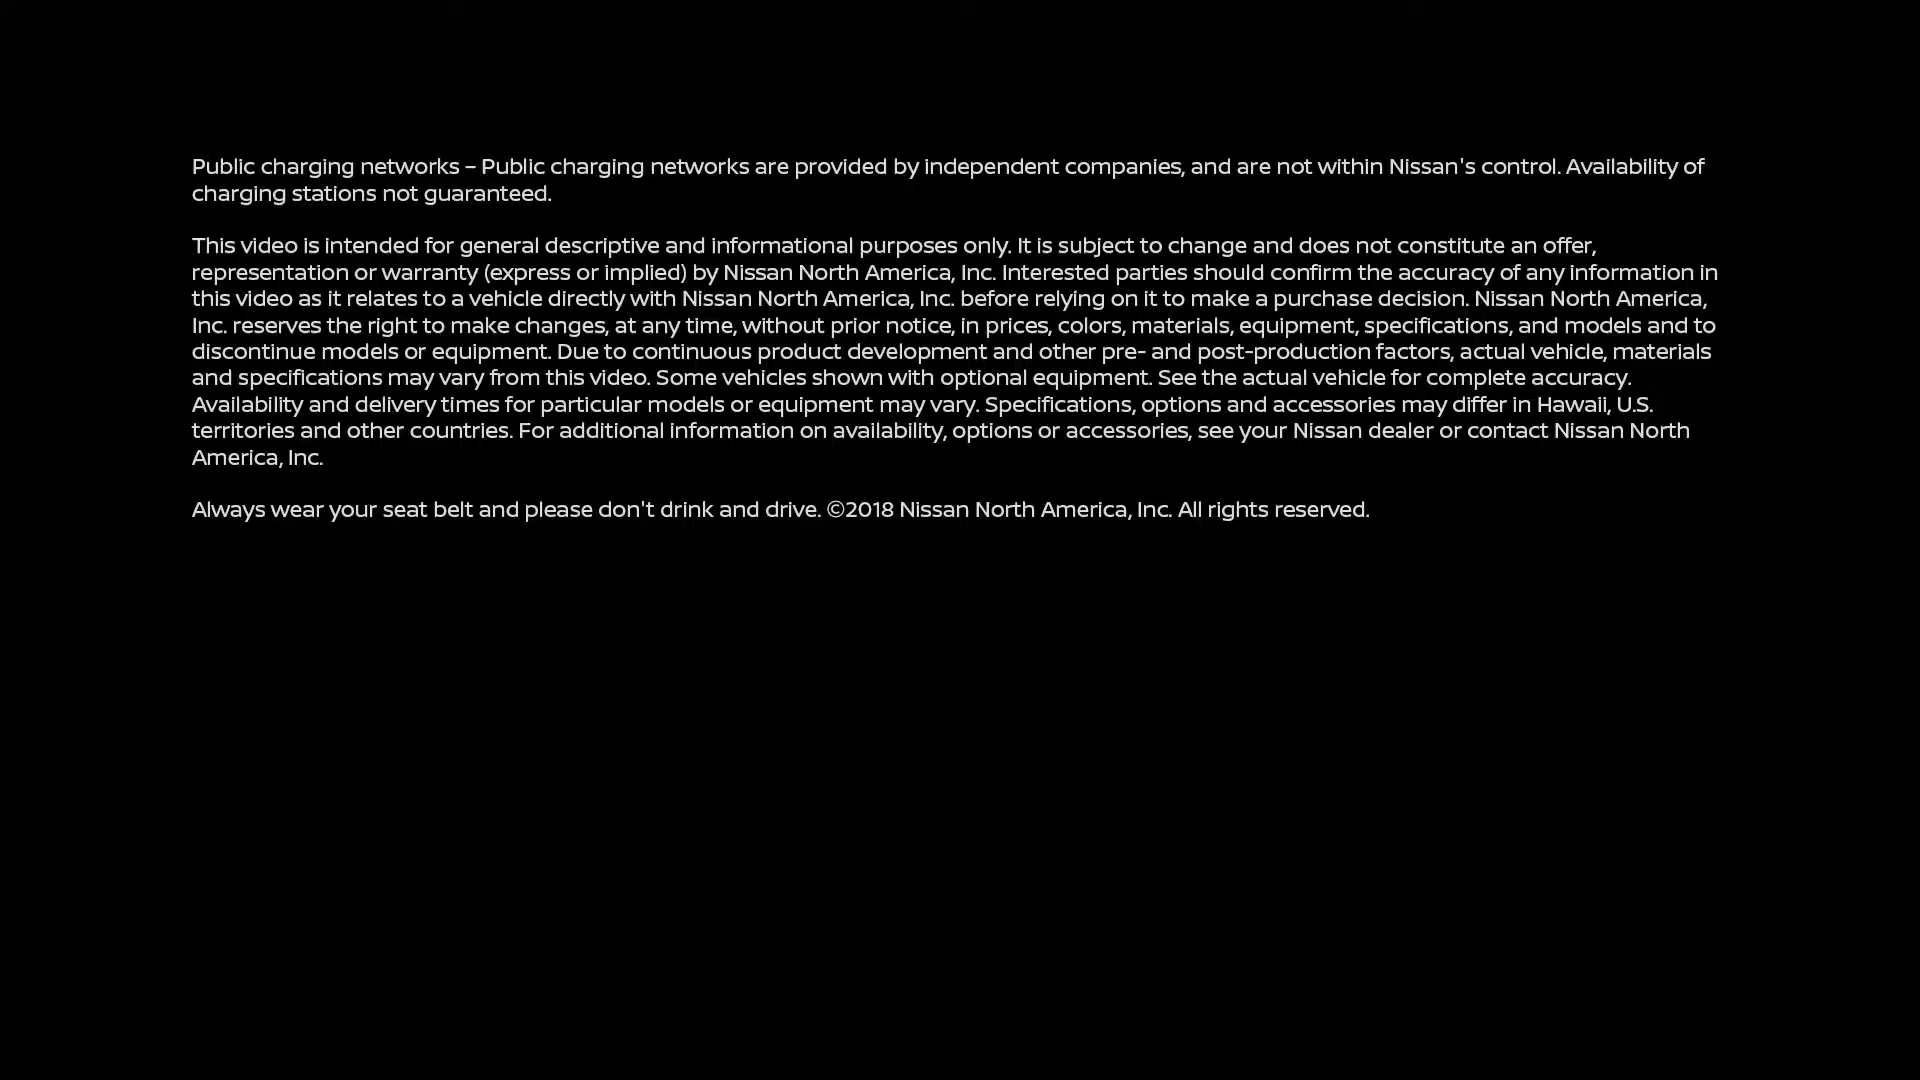 Public charging networks – Public charging networks are provided by independent companies, and are not within Nissan's control. Availability of
charging stations not guaranteed.
This video is intended for general descriptive and informational purposes only. It is subject to change and does not constitute an offer,
representation or warranty (express or implied) by Nissan North America, Inc. Interested parties should confirm the accuracy of any information in
this video as it relates to a vehicle directly with Nissan North America, Inc. before relying on it to make a purchase decision. Nissan North America,
Inc. reserves the right to make changes, at any time, without prior notice, in prices, colors, materials, equipment, specifications, and models and to
discontinue models or equipment. Due to continuous product development and other pre- and post-production factors, actual vehicle, materials
and specifications may vary from this video. Some vehicles shown with optional equipment. See the actual vehicle for complete accuracy.
Availability and delivery times for particular models or equipment may vary. Specifications, options and accessories may differ in Hawaii, U.S.
territories and other countries. For additional information on availability, options or accessories, see your Nissan dealer or contact Nissan North
America, Inc.
Always wear your seat belt and please don't drink and drive. ©2018 Nissan North America, Inc. All rights reserved.